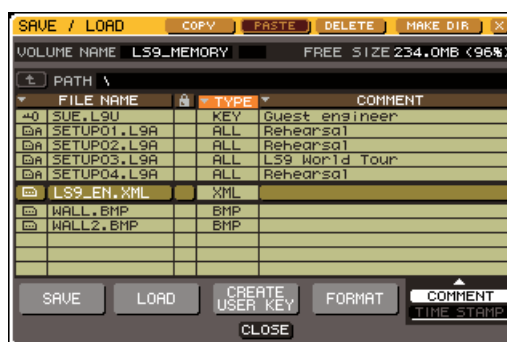 SAVE / LOAD COPY PASTE DELETE MAKE DIR X
VOLUME NAME LS9_MEMORY FREE SIZE 234.0MB (96%)
PATH \
FILE NAME TYPE COMMENT
SUE.L9U KEY Guest engineer
SETUP01.L9A ALL Rehearsal
SETUP02.L9A ALL Rehearsal
SETUP03.L9A ALL LS9 World Tour
SETUP04.L9A ALL Rehearsal
LS9_EN.XML XML
WALL.BMP BMP
WALL2.BMP BMP
SAVE LOAD CREATE USER KEY FORMAT COMMENT
TIME STAMP
CLOSE